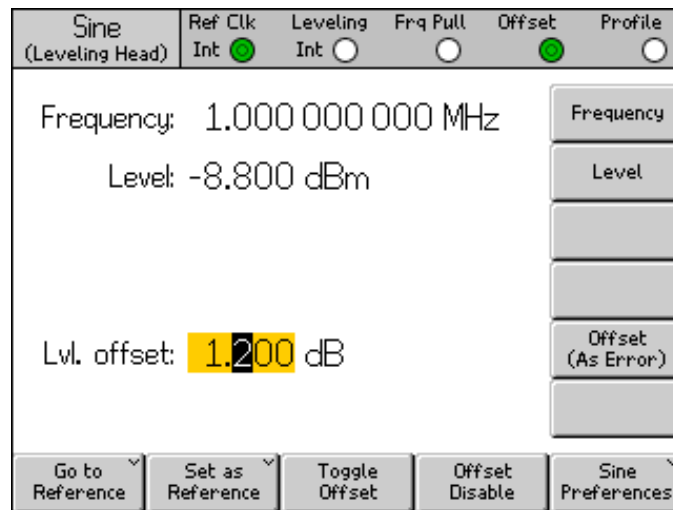 Sine
(Leveling Head)
Ref Clk
Int
Leveling
Int
Frq Pull
Offset
Profile
Frequency: 1.000 000 000 MHz
Level: -8.800 dBm
Lvl. offset: 1.200 dB
Frequency
Level
Offset
(As Error)
Go to
Reference
Set as
Reference
Toggle
Offset
Offset
Disable
Sine
Preferences